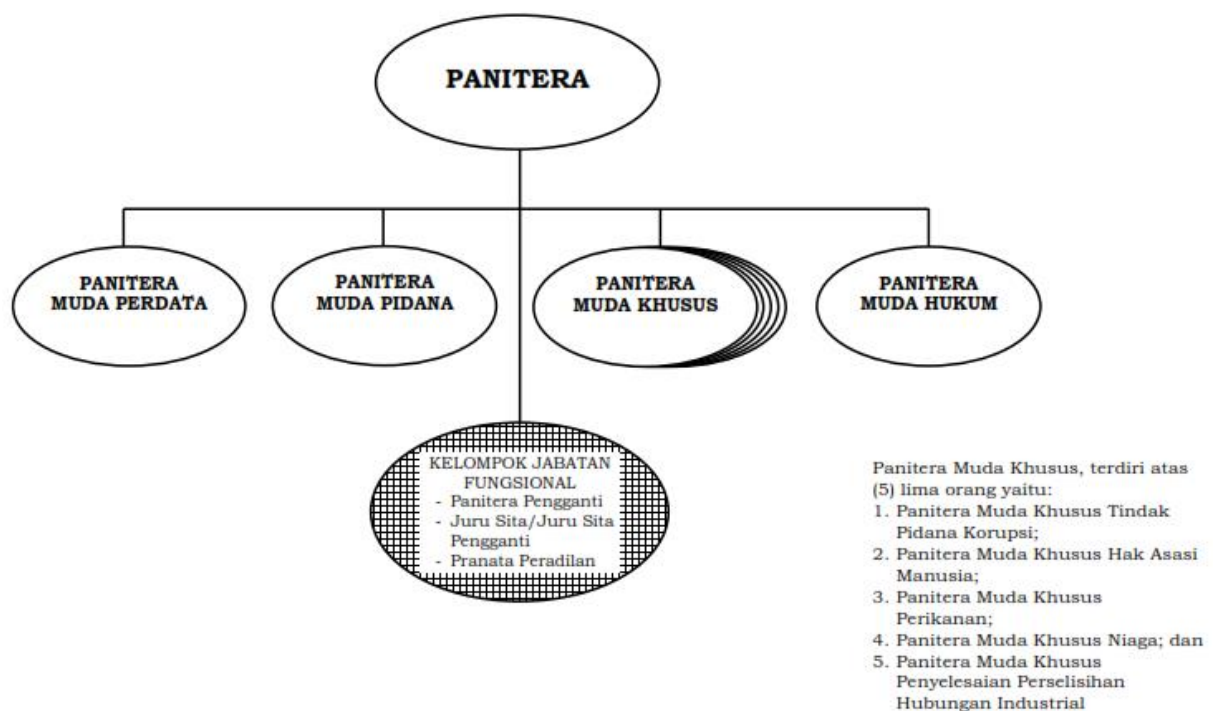 PANITERA
PANITERA
MUDA PERDATA
PANITERA
MUDA PIDANA
PANITERA
MUDA KHUSUS
PANITERA
MUDA HUKUM
KELOMPOK JABATAN
FUNGSIONAL
- Panitera Pengganti
- Juru Sita/Juru Sita
Pengganti
- Pranata Peradilan
Panitera Muda Khusus, terdiri atas
(5) lima orang yaitu:
1. Panitera Muda Khusus Tindak
Pidana Korupsi;
2. Panitera Muda Khusus Hak Asasi
Manusia;
3. Panitera Muda Khusus
Perikanan;
4. Panitera Muda Khusus Niaga; dan
5. Panitera Muda Khusus
Penyelesaian Perselisihan
Hubungan Industrial